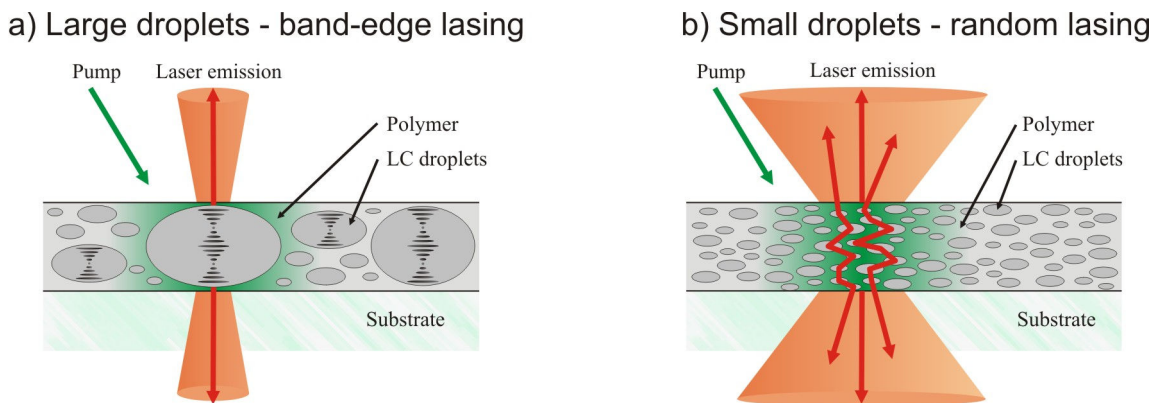 a) Large droplets - band-edge lasing
Pump
Laser emission
Polymer
LC droplets
Substrate
b) Small droplets - random lasing
Pump
Laser emission
LC droplets
Polymer
Substrate